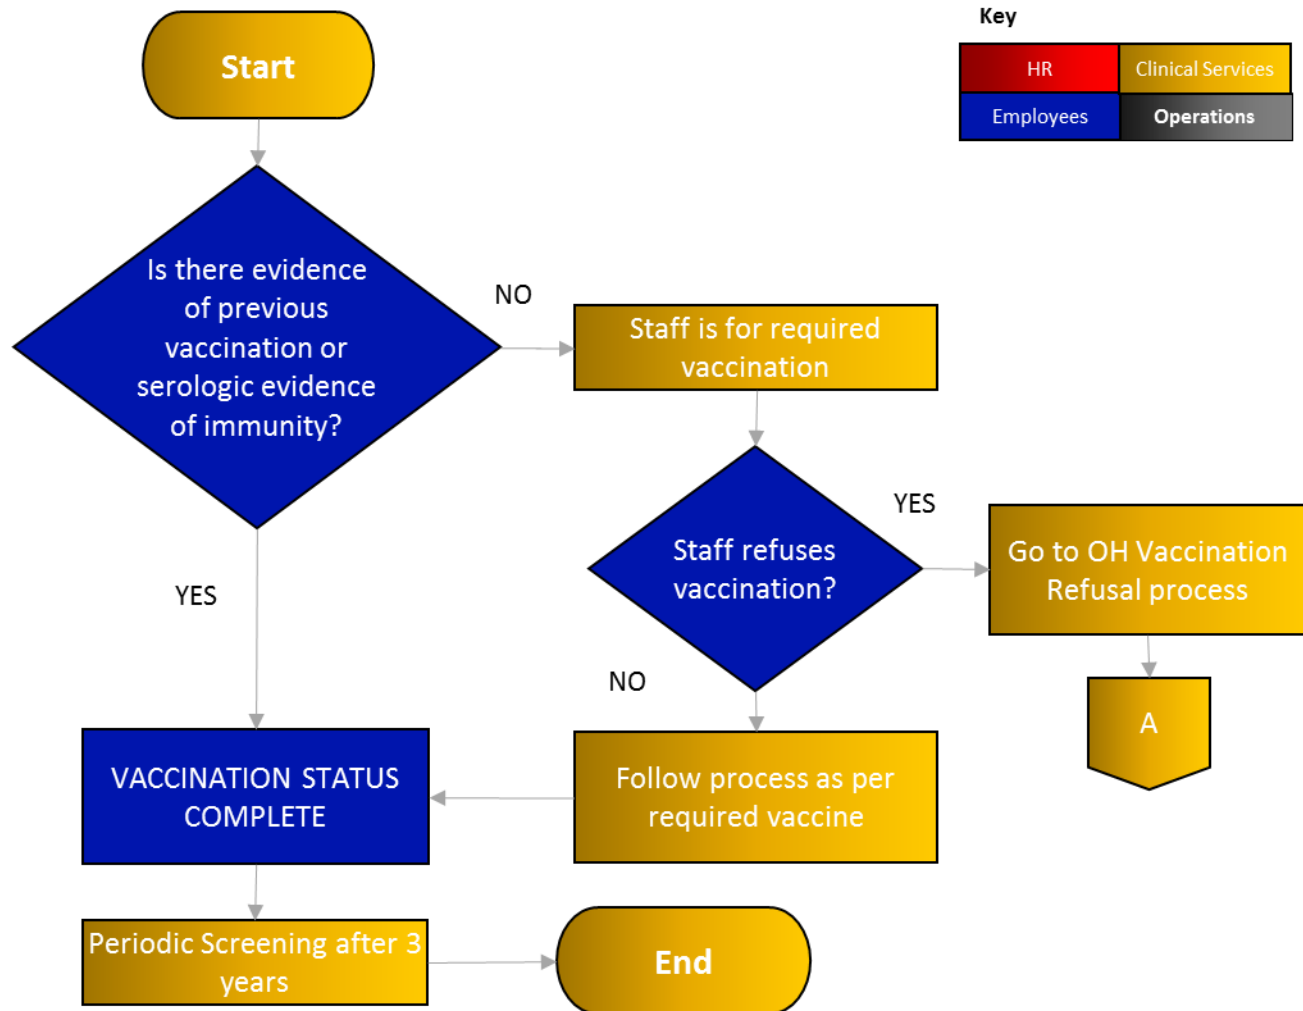 Key
Start
HR
Clinical Services
Employees
Operations
Is there evidence
of previous
vaccination or
serologic evidence
of immunity?
NO
Staff is for required
vaccination
YES
Staff refuses
vaccination?
YES
Go to OH Vaccination
Refusal process
NO
A
VACCINATION STATUS
COMPLETE
Follow process as per
required vaccine
Periodic Screening after 3
years
End